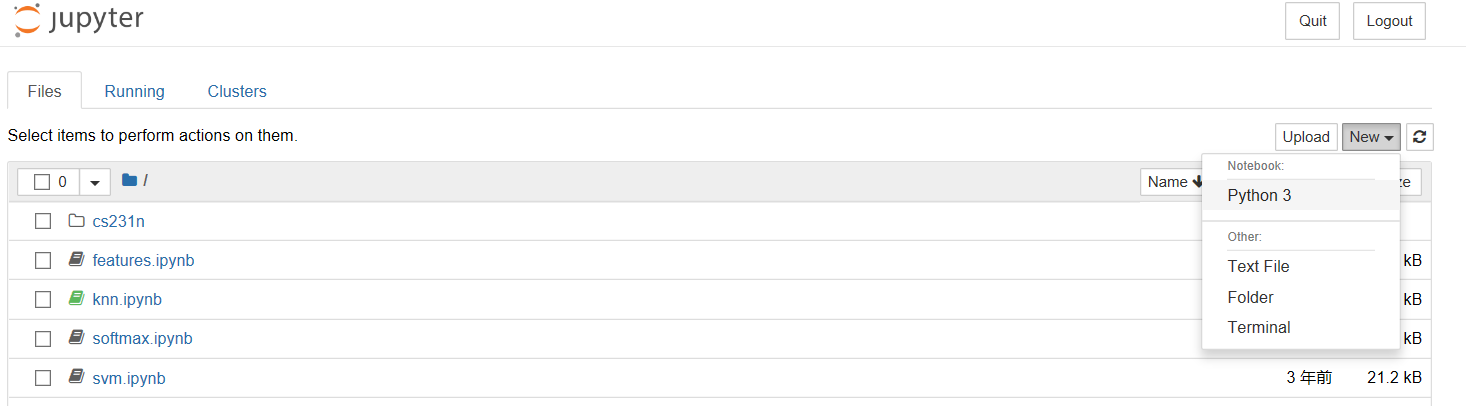 jupyter
Quit Logout
Files Running Clusters
Select items to perform actions on them.
Upload New
Notebook:
0 / Name ze
Python 3
cs231n
Other:
features.ipynb kB
Text File
knn.ipynb kB
Folder
softmax.ipynb kB
Terminal
svm.ipynb 3 年前 21.2 kB